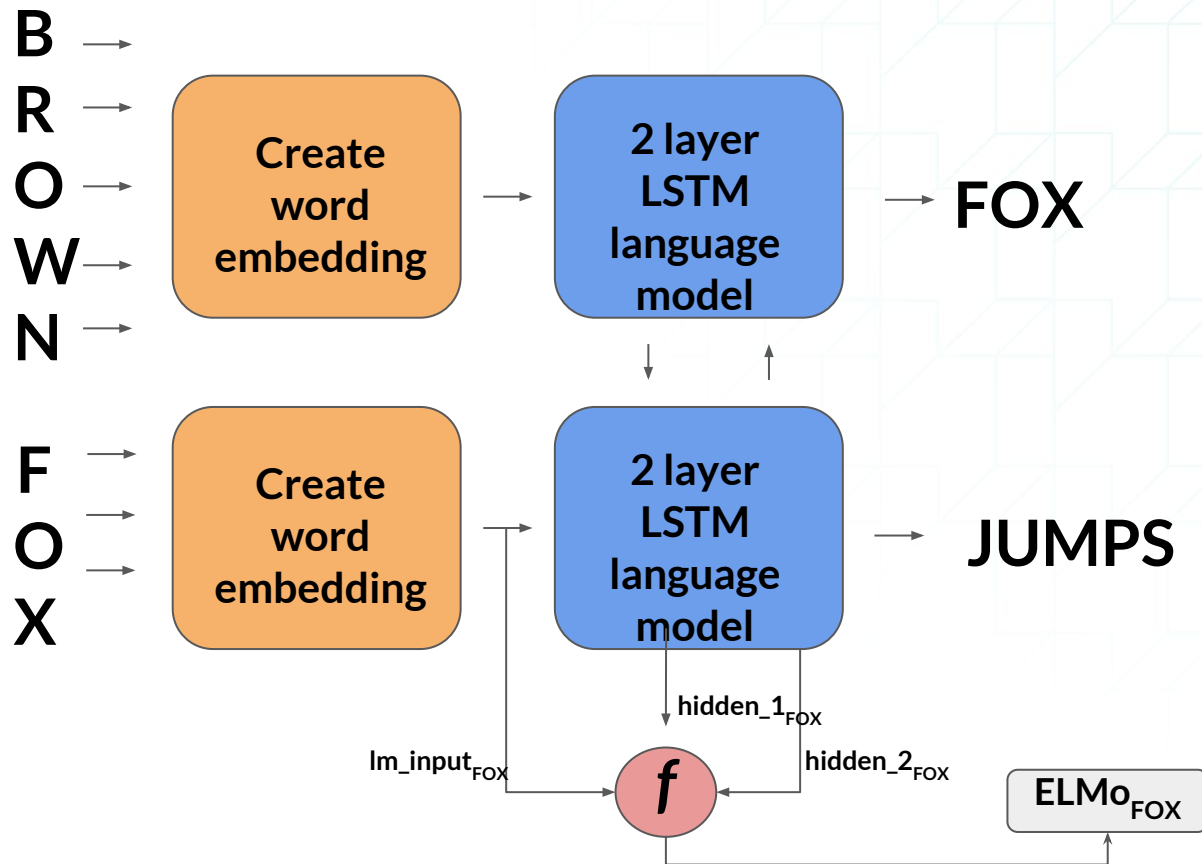 B
R
O
W
N
Create
word
embedding
2 layer
LSTM
language
model
FOX
F
O
X
Create
word
embedding
2 layer
LSTM
language
model
JUMPS
hidden_1FOX
lm_inputFOX
hidden_2FOX
f
ELMoFOX